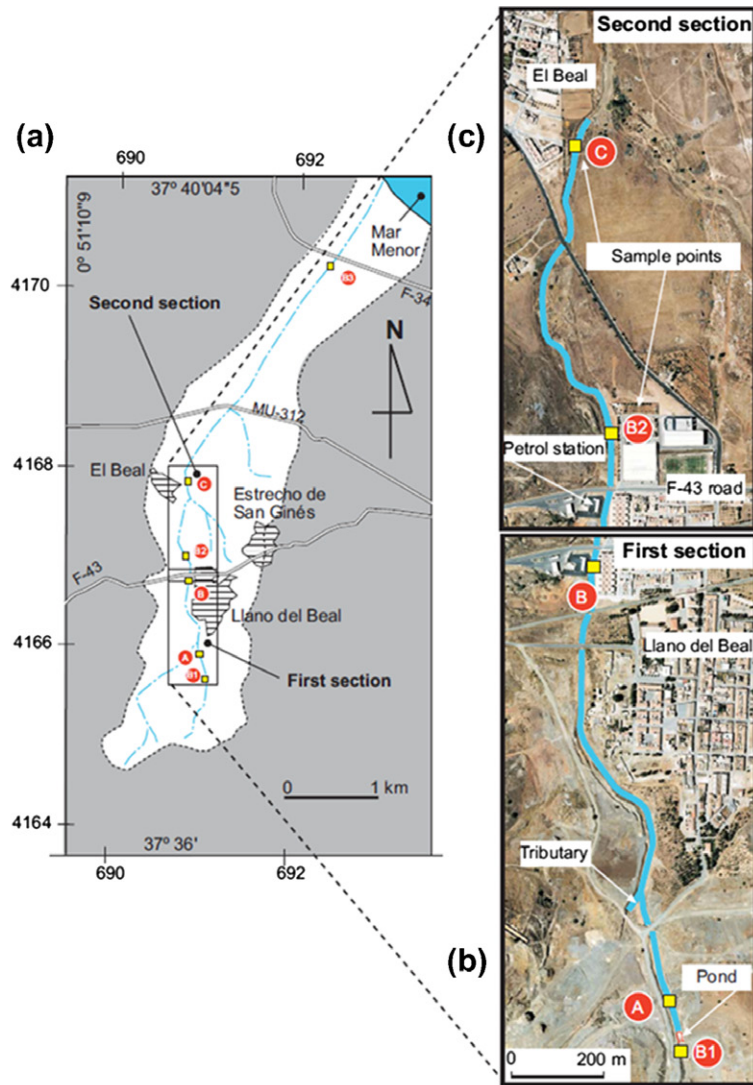 (a)
690
692
37º 40'04"5
0º 51'10"9
Mar
Menor
4170
B3
F-34
Second section
N
MU-312
4168
El Beal
C
Estrecho de
San Ginés
B2
F-43
B
Llano del Beal
4166
A
B1
First section
0
1 km
4164
37º 36'
690
692
(c)
Second section
El Beal
C
Sample points
B2
Petrol station
F-43 road
(b)
First section
B
Llano del Beal
Tributary
Pond
A
B1
0
200 m